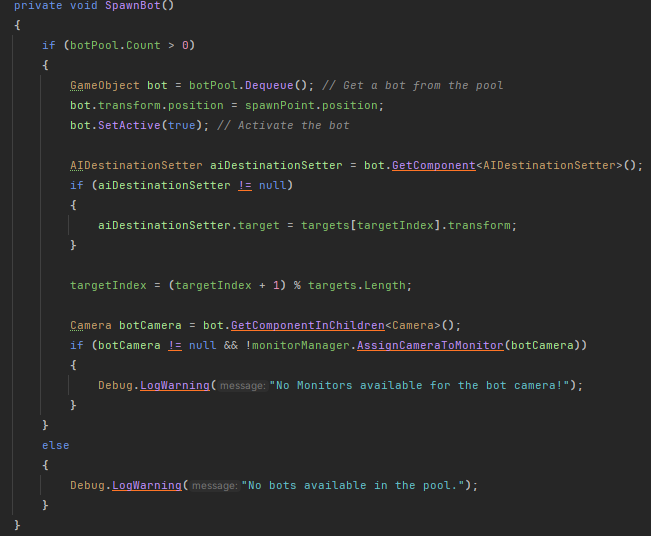 private void SpawnBot()
{
if (botPool.Count > 0)
{
GameObject bot = botPool.Dequeue(); // Get a bot from the pool
bot.transform.position = spawnPoint.position;
bot.SetActive(true); // Activate the bot
AIDestinationSetter aiDestinationSetter = bot.GetComponent<AIDestinationSetter>();
if (aiDestinationSetter != null)
{
aiDestinationSetter.target = targets[targetIndex].transform;
}
targetIndex = (targetIndex + 1) % targets.Length;
Camera botCamera = bot.GetComponentInChildren<Camera>();
if (botCamera != null && !monitorManager.AssignCameraToMonitor(botCamera))
{
Debug.LogWarning( message: "No Monitors available for the bot camera!");
}
}
else
{
Debug.LogWarning( message: "No bots available in the pool.");
}
}